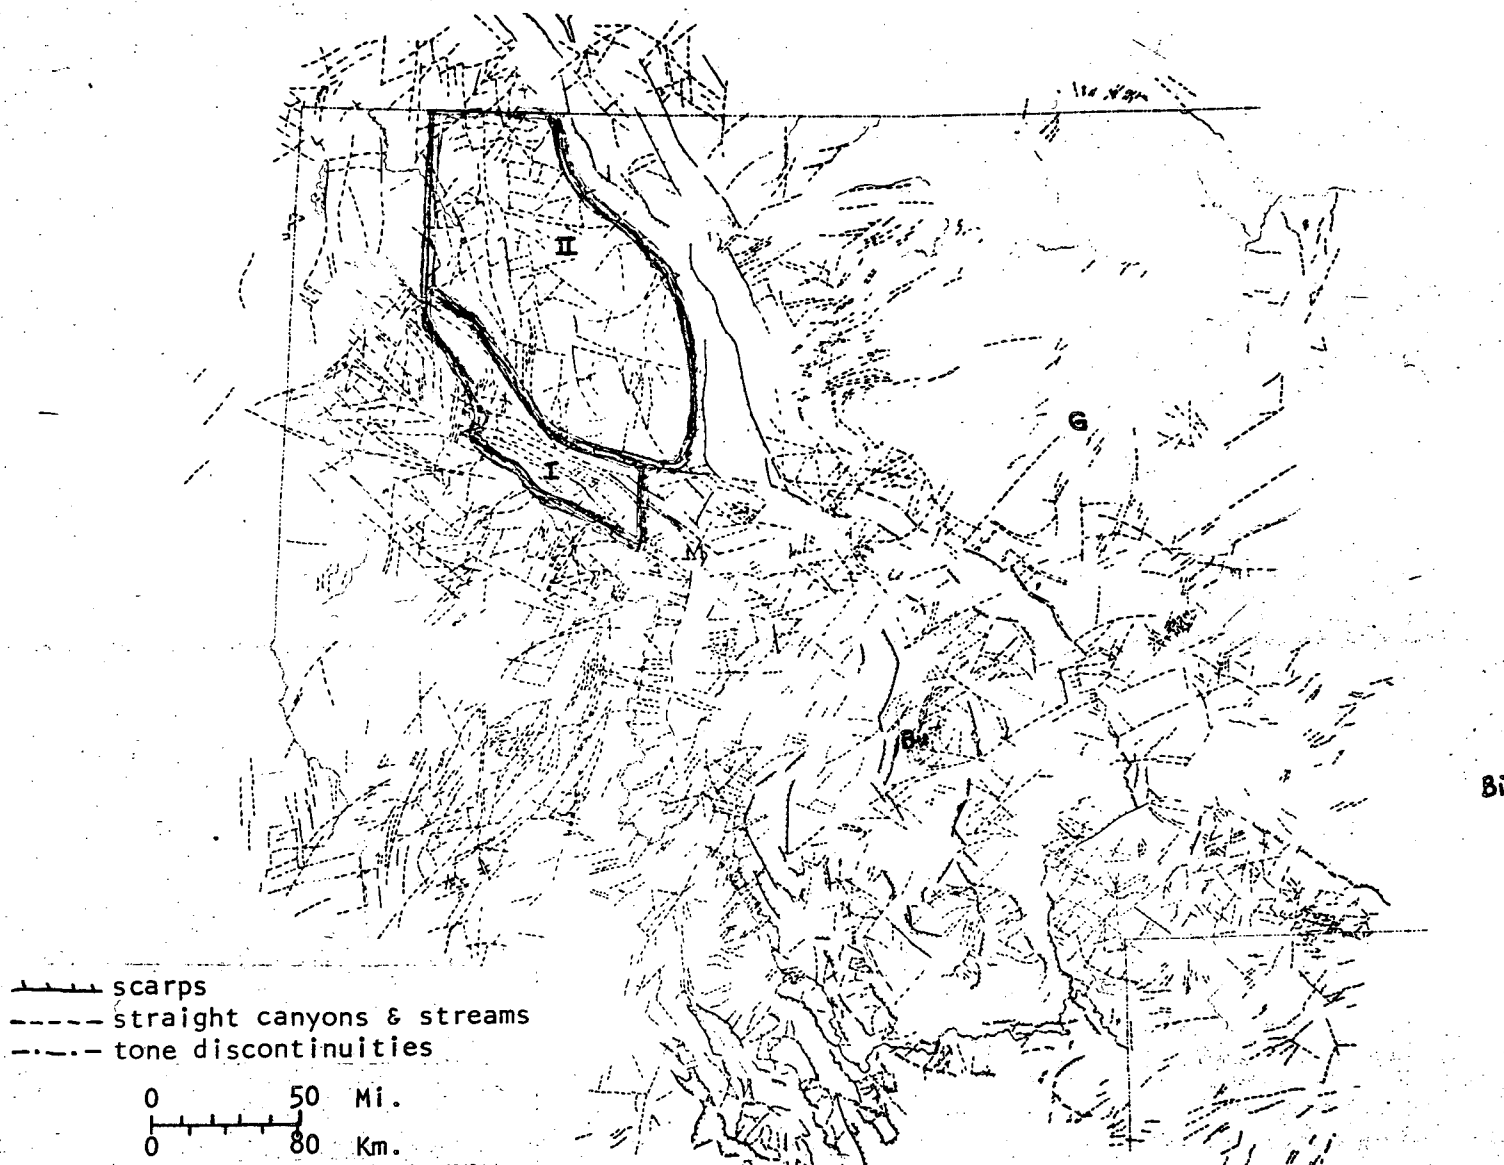 II
G
I
M
Bu
Bi
scarps
straight canyons & streams
tone discontinuities
0 50 Mi.
0 80 Km.